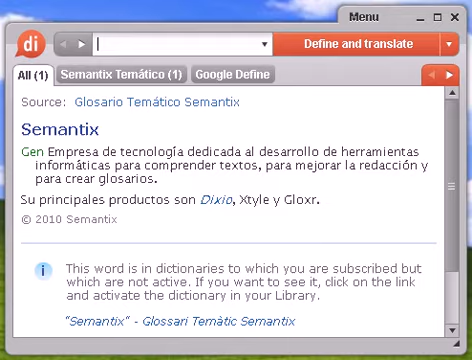 Menu
di
Define and translate
All (1)
Semantix Temático (1)
Google Define
Source: Glosario Temático Semantix
Semantix
Gen Empresa de tecnología dedicada al desarrollo de herramientas
informáticas para comprender textos, para mejorar la redacción y
para crear glosarios.
Su principales productos son Dixio, Xtyle y Gloxr.
© 2010 Semantix
i
This word is in dictionaries to which you are subscribed but
which are not active. If you want to see it, click on the link
and activate the dictionary in your Library.
"Semantix" - Glossari Temàtic Semantix